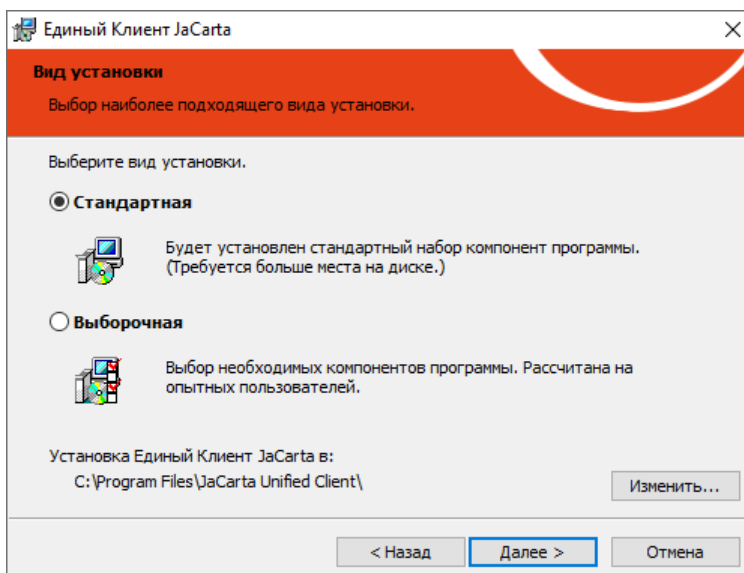 Единый Клиент JaCarta
Вид установки
Выбор наиболее подходящего вида установки.
Выберите вид установки.
Стандартная
Будет установлен стандартный набор компонент программы.
(Требуется больше места на диске.)
Выборочная
Выбор необходимых компонентов программы. Рассчитана на
опытных пользователей.
Установка Единый Клиент JaCarta в:
C:\Program Files\JaCarta Unified Client\
Изменить...
< Назад
Далее >
Отмена